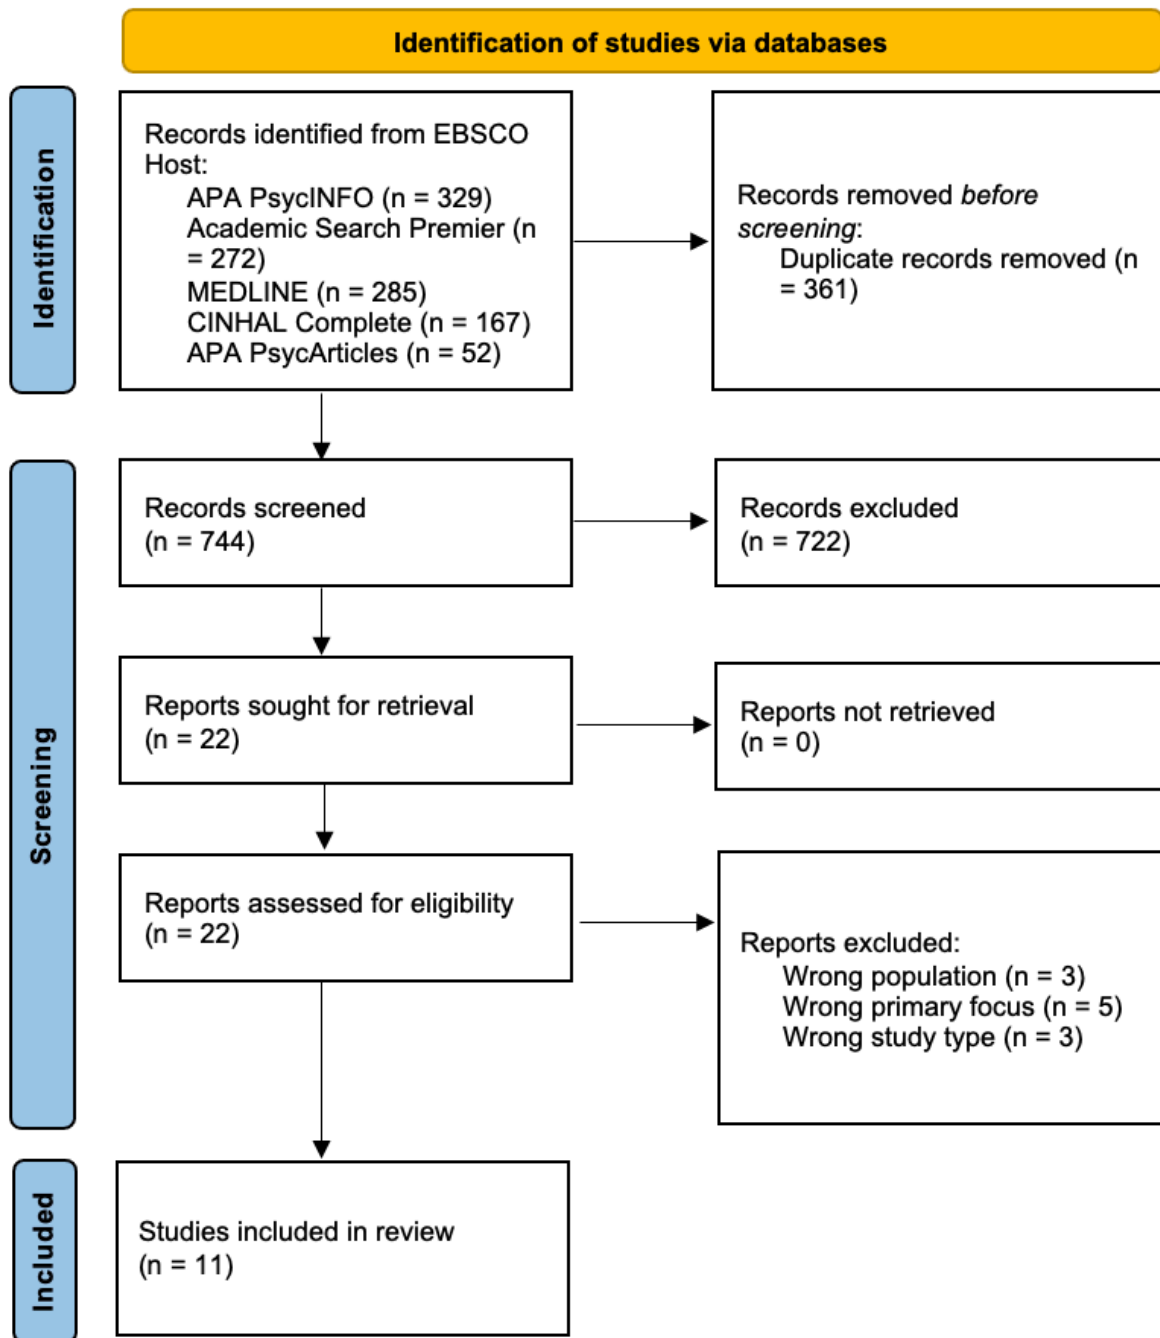 Identification of studies via databases
Identification
Records identified from EBSCO
Host:
APA PsycINFO (n = 329)
Academic Search Premier (n
= 272)
MEDLINE (n = 285)
CINHAL Complete (n = 167)
APA PsycArticles (n = 52)
Records removed before
screening:
Duplicate records removed (n
= 361)
Screening
Records screened
(n = 744)
Records excluded
(n = 722)
Reports sought for retrieval
(n = 22)
Reports not retrieved
(n = 0)
Reports assessed for eligibility
(n = 22)
Reports excluded:
Wrong population (n = 3)
Wrong primary focus (n = 5)
Wrong study type (n = 3)
Included
Studies included in review
(n = 11)